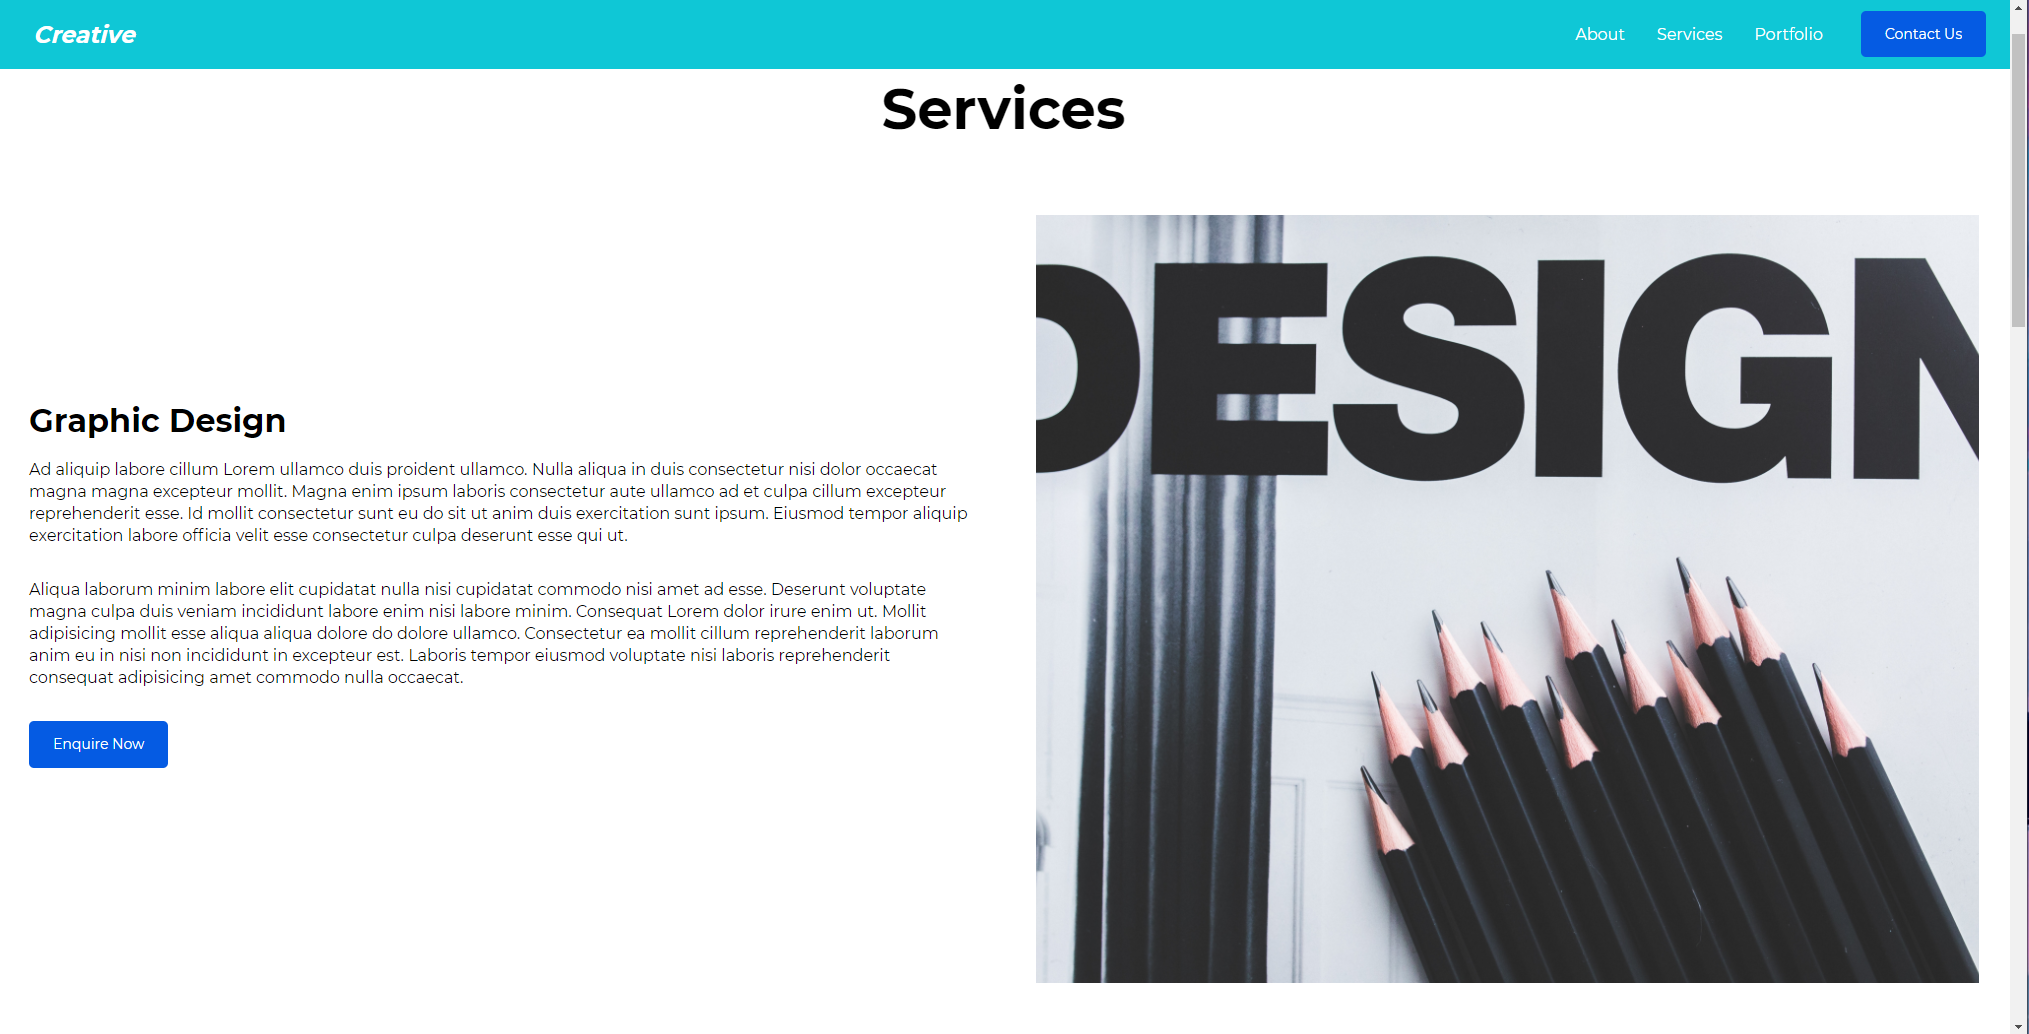 Creative
About Services Portfolio Contact Us
Services
DESIGN
Graphic Design
Ad aliquip labore cillum Lorem ullamco duis proident ullamco. Nulla aliqua in duis consectetur nisi dolor occaecat
magna magna excepteur mollit. Magna enim ipsum laboris consectetur aute ullamco ad et culpa cillum excepteur
reprehenderit esse. Id mollit consectetur sunt eu do sit ut anim duis exercitation sunt ipsum. Eiusmod tempor aliquip
exercitation labore officia velit esse consectetur culpa deserunt esse qui ut.
Aliqua laborum minim labore elit cupidatat nulla nisi cupidatat commodo nisi amet ad esse. Deserunt voluptate
magna culpa duis veniam incididunt labore enim nisi labore minim. Consequat Lorem dolor irure enim ut. Mollit
adipisicing mollit esse aliqua aliqua dolore do dolore ullamco. Consectetur ea mollit cillum reprehenderit laborum
anim eu in nisi non incididunt in excepteur est. Laboris tempor eiusmod voluptate nisi laboris reprehenderit
consequat adipisicing amet commodo nulla occaecat.
Enquire Now